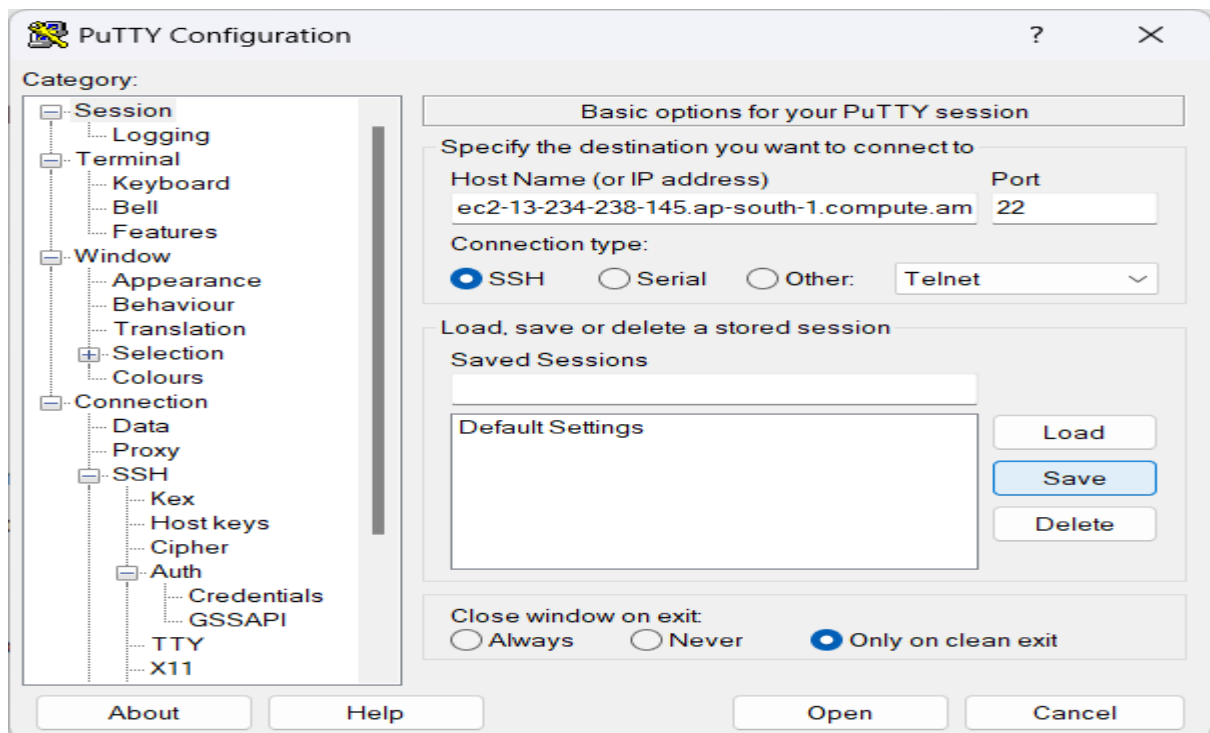 PuTTY Configuration
?
Category:
Session
Logging
Terminal
Keyboard
Bell
Features
Window
Appearance
Behaviour
Translation
Selection
Colours
Connection
Data
Proxy
SSH
Kex
Host keys
Cipher
Auth
Credentials
GSSAPI
TTY
X11
Basic options for your PuTTY session
Specify the destination you want to connect to
Host Name (or IP address) Port
ec2-13-234-238-145.ap-south-1.compute.am 22
Connection type:
SSH Serial Other: Telnet
Load, save or delete a stored session
Saved Sessions
Default Settings
Load
Save
Delete
Close window on exit:
Always Never Only on clean exit
About Help Open Cancel